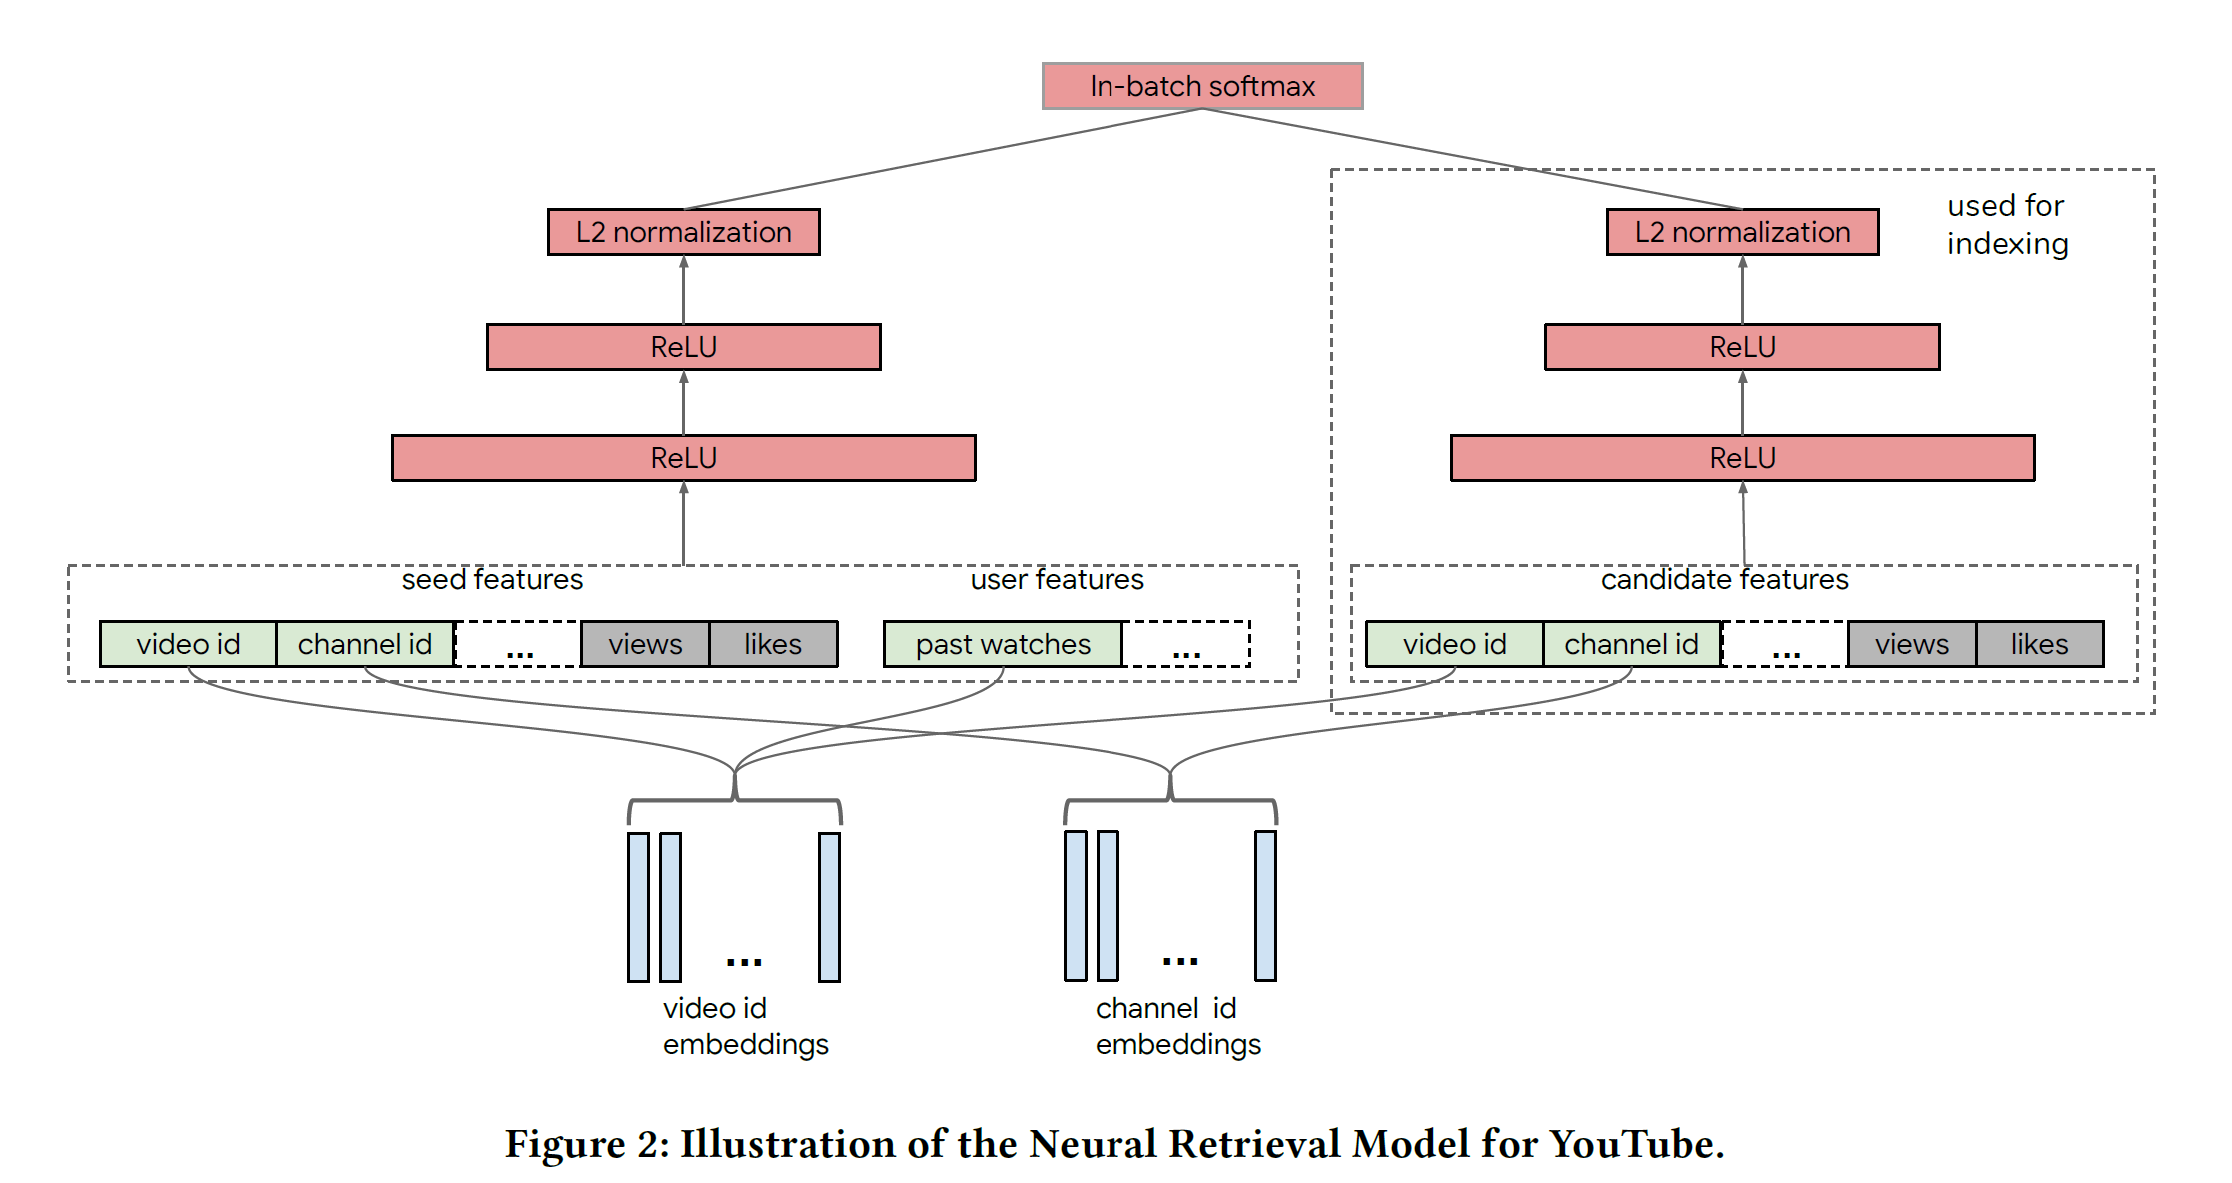 In-batch softmax
L2 normalization
ReLU
ReLU
seed features
user features
video id
channel id
...
views
likes
past watches
...
used for
indexing
L2 normalization
ReLU
ReLU
candidate features
video id
channel id
...
views
likes
...
video id
embeddings
...
channel id
embeddings
Figure 2: Illustration of the Neural Retrieval Model for YouTube.